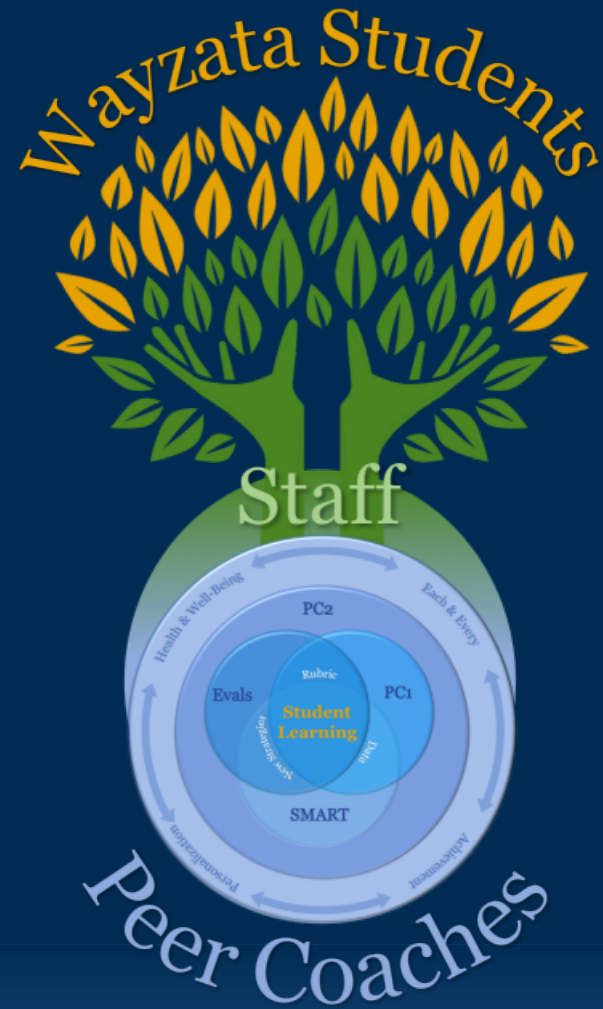 Wayzata Students
Staff
Health & Well-Being
Each & Every
PC2
Rubric
Evals
PC1
Student
Learning
New Strategies
Data
SMART
Personalization
Achievement
Peer Coaches